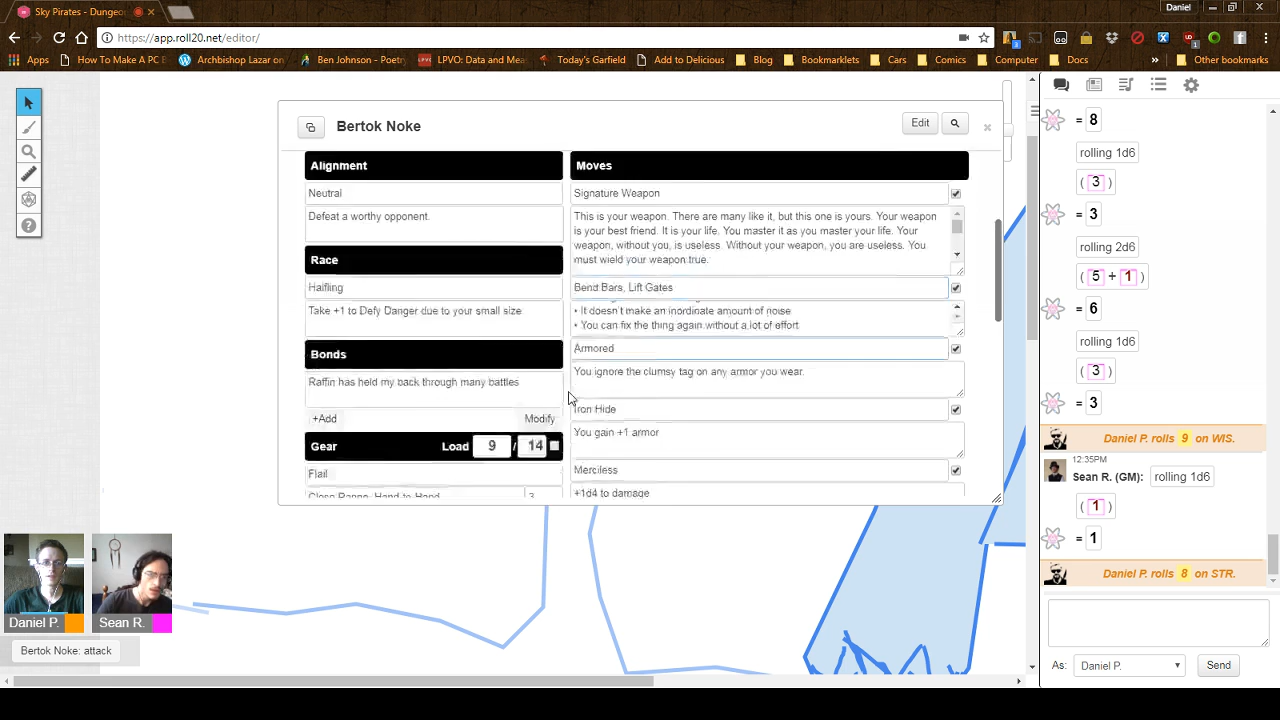 Sky Pirates - Dungeo
Daniel
https://app.roll20.net/editor/
Apps
How To Make A PC E
Archbishop Lazar on
Ben Johnson - Poetry
LPVO: Data and Mea
Today's Garfield
Add to Delicious
Blog
Bookmarklets
Cars
Comics
Computer
Docs
Other bookmarks
Bertok Noke
Edit
Alignment
Neutral
Defeat a worthy opponent.
Race
Halfling
Take +1 to Defy Danger due to your small size
Bonds
Raffin has held my back through many battles
+Add
Modify
Gear
Load
9
/
14
Flail
Close Range, Hand-to-Hand
3
Moves
Signature Weapon
This is your weapon. There are many like it, but this one is yours. Your weapon
is your best friend. It is your life. You master it as you master your life. Your
weapon, without you, is useless. Without your weapon, you are useless. You
must wield your weapon true.
Bend Bars, Lift Gates
• It doesn't make an inordinate amount of noise
• You can fix the thing again without a lot of effort
Armored
You ignore the clumsy tag on any armor you wear.
Iron Hide
You gain +1 armor
Merciless
+1d4 to damage
= 8
rolling 1d6
( 3 )
= 3
rolling 2d6
( 5 + 1 )
= 6
rolling 1d6
( 3 )
= 3
Daniel P. rolls 9 on WIS.
12:35PM
Sean R. (GM): rolling 1d6
( 1 )
= 1
Daniel P. rolls 8 on STR.
As:
Daniel P.
Send
Daniel P.
Sean R.
Bertok Noke: attack